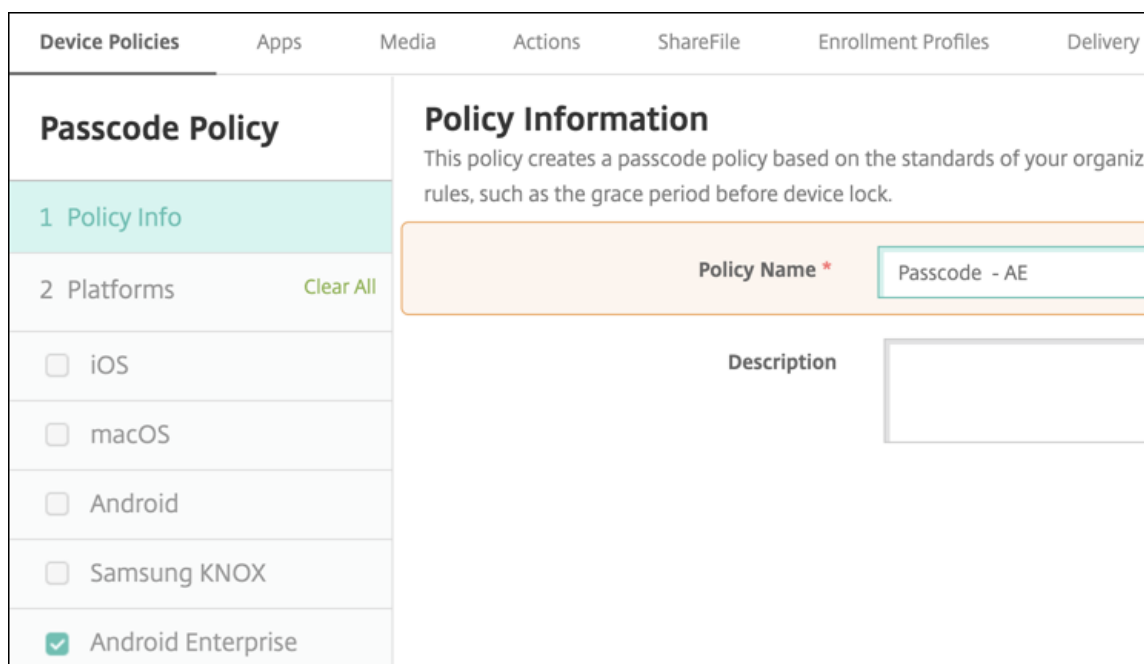 Device Policies Apps Media Actions ShareFile Enrollment Profiles Delivery
Passcode Policy
1 Policy Info
2 Platforms Clear All
iOS
macOS
Android
Samsung KNOX
Android Enterprise
Policy Information
This policy creates a passcode policy based on the standards of your organiz
rules, such as the grace period before device lock.
Policy Name * Passcode - AE
Description